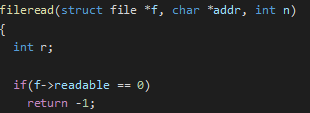 fileread(struct file *f, char *addr, int n)
{
  int r;

  if(f->readable == 0)
    return -1;